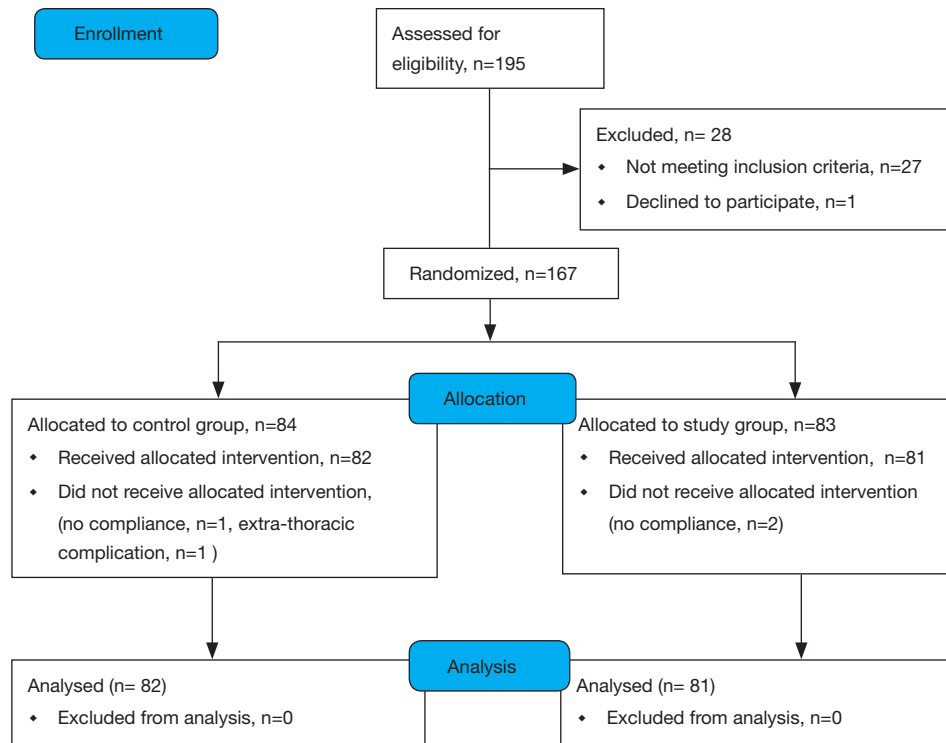 Enrollment
Assessed for
eligibility, n=195
Excluded, n= 28
◆ Not meeting inclusion criteria, n=27
◆ Declined to participate, n=1
Randomized, n=167
Allocation
Allocated to control group, n=84
◆ Received allocated intervention, n=82
◆ Did not receive allocated intervention,
(no compliance, n=1, extra-thoracic
complication, n=1 )
Allocated to study group, n=83
◆ Received allocated intervention, n=81
◆ Did not receive allocated intervention
(no compliance, n=2)
Analysis
Analysed (n= 82)
◆ Excluded from analysis, n=0
Analysed (n= 81)
◆ Excluded from analysis, n=0